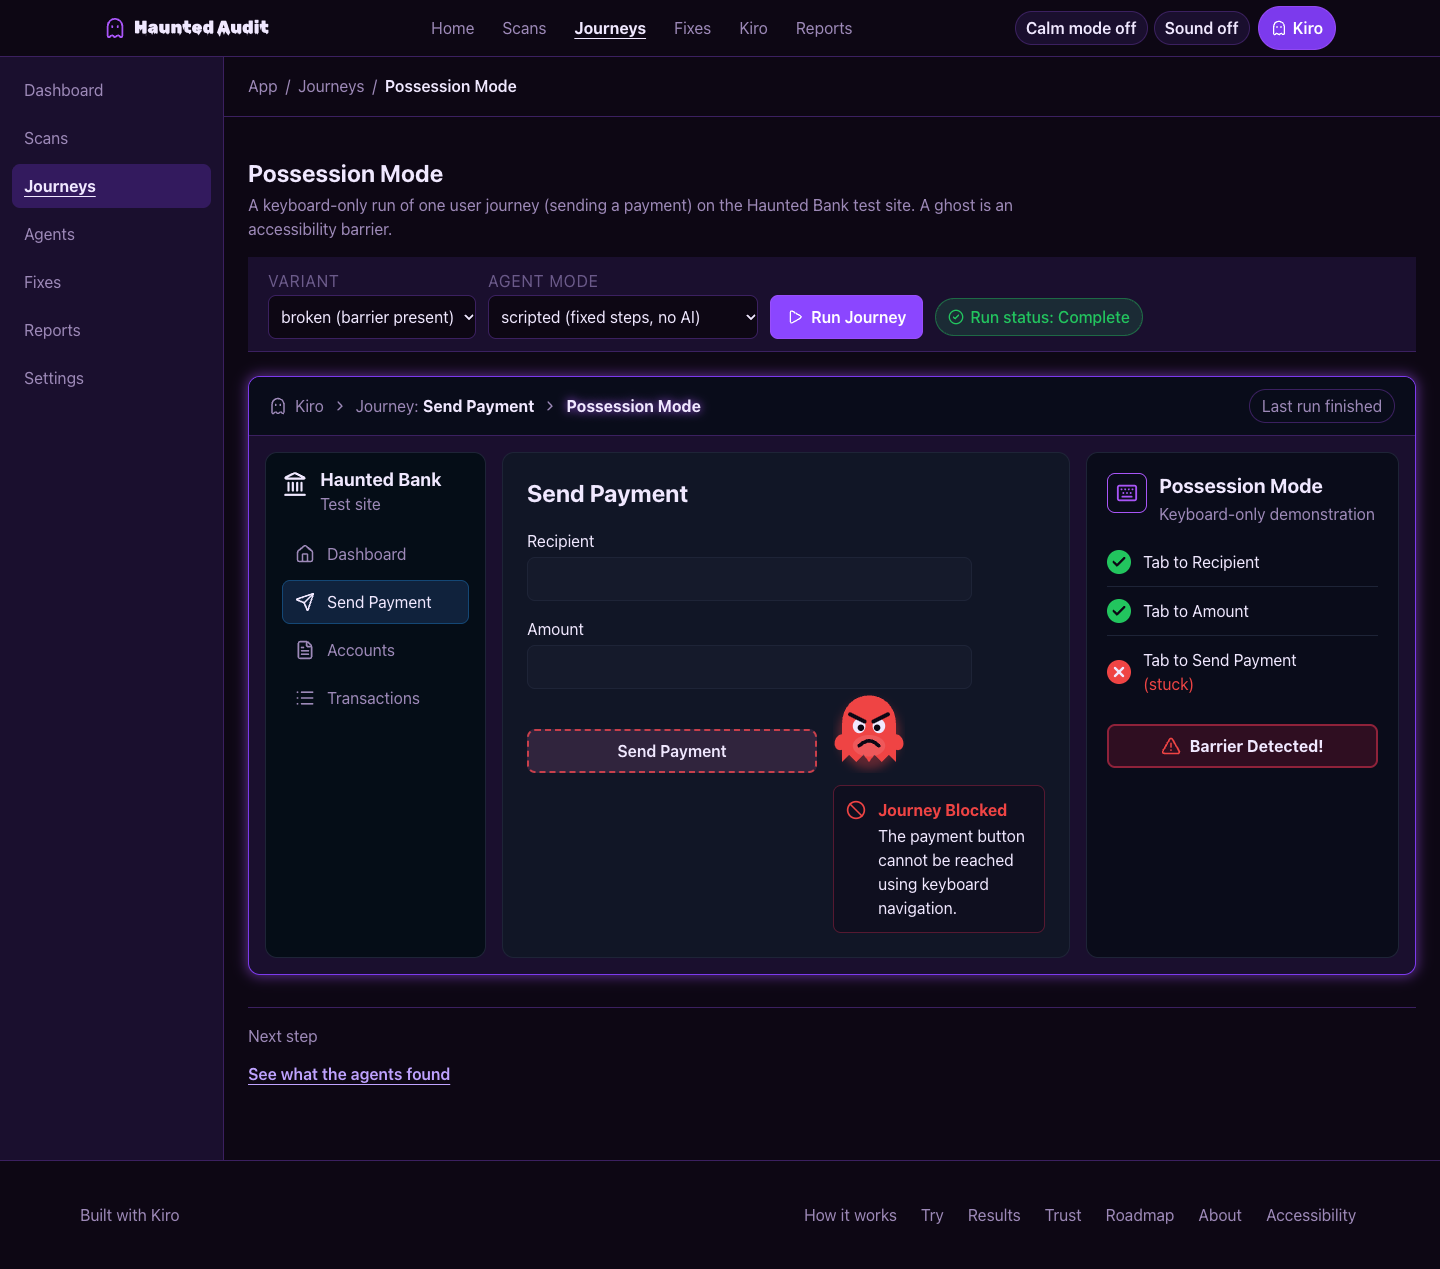 Haunted Audit
Home
Scans
Journeys
Fixes
Kiro
Reports
Calm mode off
Sound off
Kiro
Dashboard
Scans
Journeys
Agents
Fixes
Reports
Settings
App / Journeys / Possession Mode
Possession Mode
A keyboard-only run of one user journey (sending a payment) on the Haunted Bank test site. A ghost is an
accessibility barrier.
VARIANT
broken (barrier present)
AGENT MODE
scripted (fixed steps, no AI)
Run Journey
Run status: Complete
Kiro > Journey: Send Payment > Possession Mode
Last run finished
Haunted Bank
Test site
Dashboard
Send Payment
Accounts
Transactions
Send Payment
Recipient
Amount
Send Payment
Journey Blocked
The payment button
cannot be reached
using keyboard
navigation.
Possession Mode
Keyboard-only demonstration
Tab to Recipient
Tab to Amount
Tab to Send Payment
(stuck)
Barrier Detected!
Next step
See what the agents found
Built with Kiro
How it works
Try
Results
Trust
Roadmap
About
Accessibility